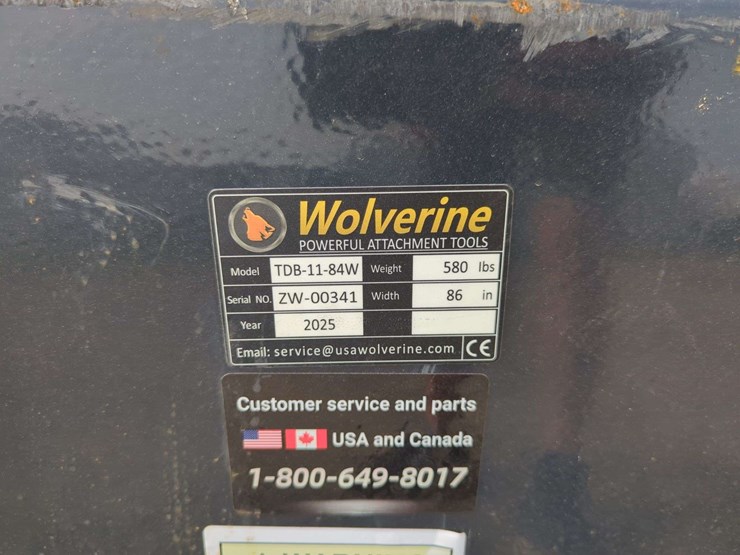 Wolverine
POWERFUL ATTACHMENT TOOLS
Model TDB-11-84W Weight 580 lbs
Serial NO. ZW-00341 Width 86 in
Year 2025
Email: service@usawolverine.com CE
Customer service and parts
USA and Canada
1-800-649-8017